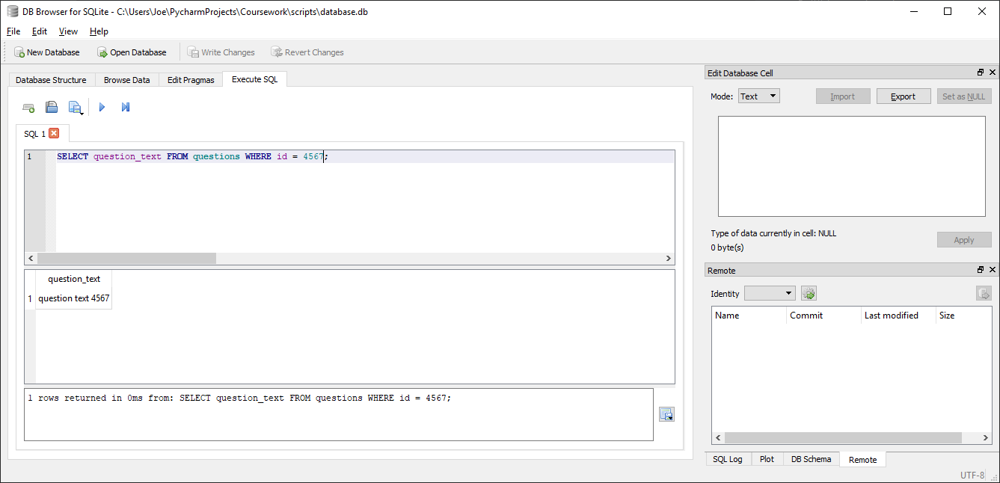 DB Browser for SQLite - C:\Users\Joe\PycharmProjects\Coursework\scripts\database.db
File Edit View Help
New Database Open Database Write Changes Revert Changes
Database Structure Browse Data Edit Pragmas Execute SQL
SQL 1
1 SELECT question_text FROM questions WHERE id = 4567;
question_text
1 question text 4567
1 rows returned in 0ms from: SELECT question_text FROM questions WHERE id = 4567;
Edit Database Cell
Mode: Text Import Export Set as NULL
Type of data currently in cell: NULL
0 byte(s)
Apply
Remote
Identity
Name Commit Last modified Size
SQL Log Plot DB Schema Remote
UTF-8